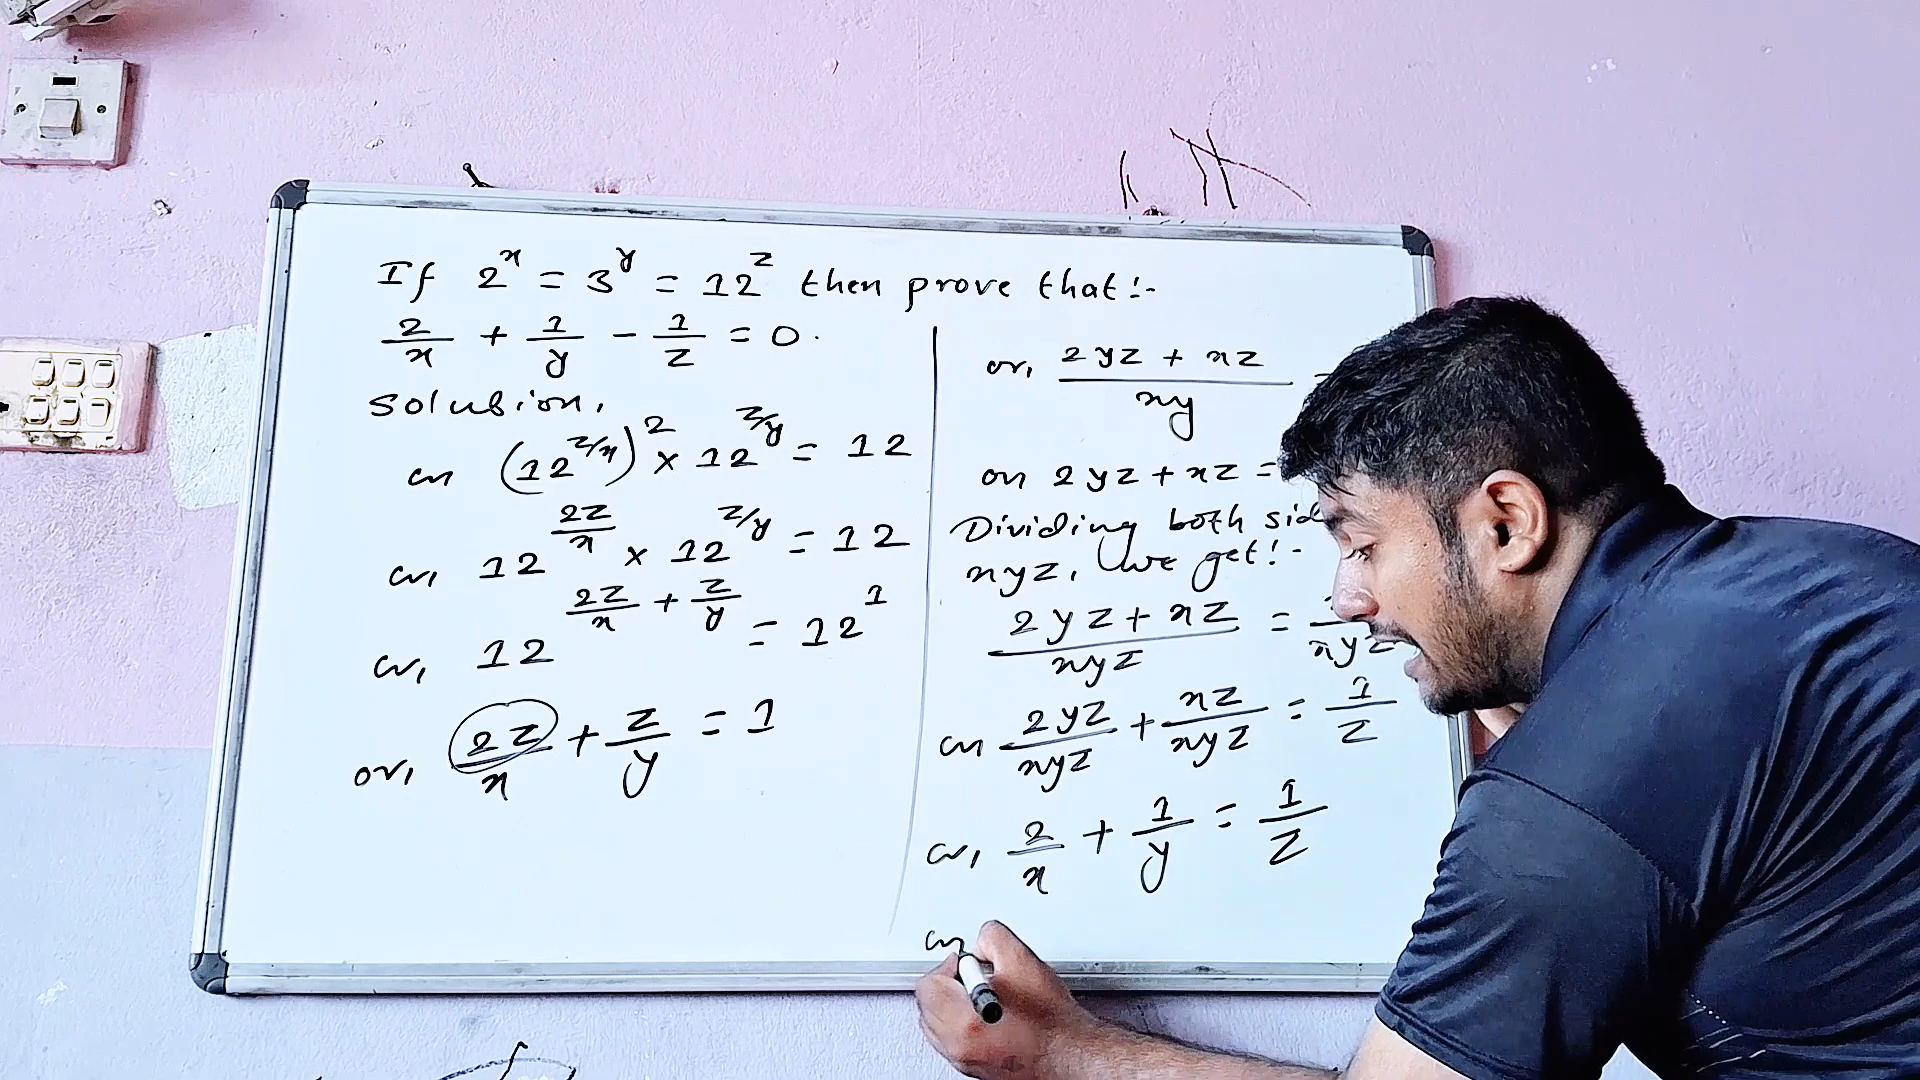 If 2^x = 3^y = 12^z then prove that:-
2/x + 1/y - 1/z = 0.
Solution,
or (12^{z/x})^2 × 12^{z/y} = 12
or, 12^{2z/x} × 12^{z/y} = 12
or, 12^{2z/x + z/y} = 12^1
or, 2z/x + z/y = 1
or, (2yz + xz)/xy
or 2yz + xz =
Dividing both
xyz, we get:-
(2yz + xz)/xyz = xyz
or 2yz/xyz + xz/xyz = 1/z
or, 2/x + 1/y = 1/z
or